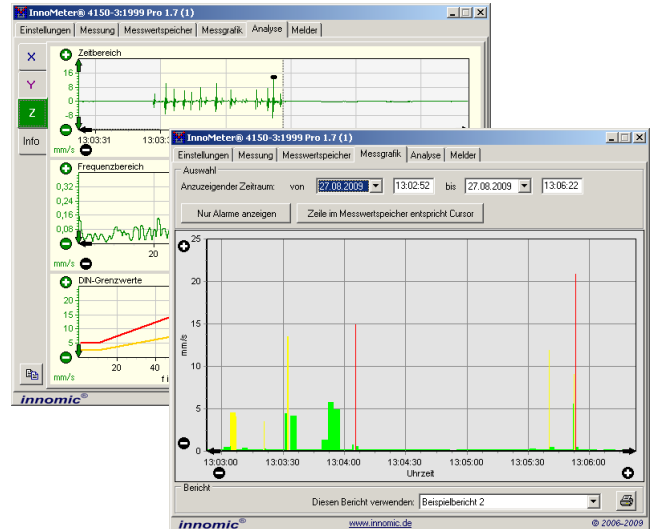 InnoMeter® 4150-3:1999 Pro 1.7 (1)
Einstellungen Messung Messwertspeicher Messgrafik Analyse Melder
X
Y
Z
Info
Zeitbereich
16
8
0
-8
13:03:31
mm/s
Frequenzbereich
0,32
0,24
0,16
0,08
20
mm/s
DIN-Grenzwerte
20
15
10
5
20 40
mm/s
innomic®
InnoMeter® 4150-3:1999 Pro 1.7 (1)
Einstellungen Messung Messwertspeicher Messgrafik Analyse Melder
Auswahl
Anzuzeigender Zeitraum: von 27.08.2009 13:02:52 bis 27.08.2009 13:06:22
Nur Alarme anzeigen Zeile im Messwertspeicher entspricht Cursor
25
20
15
mm/s
10
5
0
13:03:00 13:03:30 13:04:00 13:04:30 13:05:00 13:05:30 13:06:00
Uhrzeit
Bericht
Diesen Bericht verwenden: Beispielbericht 2
innomic® www.innomic.de © 2006-2009